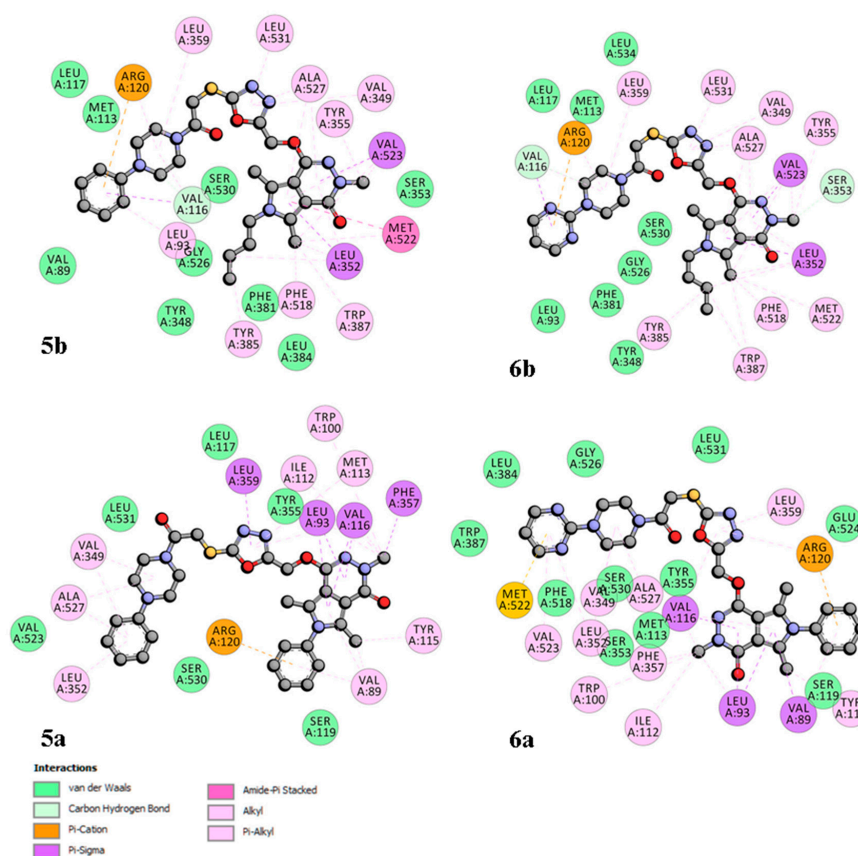 LEU
A:359
LEU
A:531
LEU
A:117
ARG
A:120
MET
A:113
ALA
A:527
VAL
A:349
TYR
A:355
VAL
A:523
SER
A:530
SER
A:353
VAL
A:116
MET
A:522
LEU
A:93
GLY
A:526
LEU
A:352
VAL
A:89
PHE
A:381
PHE
A:518
TYR
A:348
TRP
A:387
TYR
A:385
LEU
A:384
5b
LEU
A:534
LEU
A:117
MET
A:113
LEU
A:359
LEU
A:531
ARG
A:120
VAL
A:349
TYR
A:355
ALA
A:527
VAL
A:116
VAL
A:523
SER
A:353
SER
A:530
GLY
A:526
LEU
A:352
PHE
A:381
LEU
A:93
PHE
A:518
MET
A:522
TYR
A:385
TYR
A:348
TRP
A:387
6b
TRP
A:100
LEU
A:117
LEU
A:359
ILE
A:112
MET
A:113
PHE
A:357
TYR
A:355
LEU
A:93
VAL
A:116
LEU
A:531
VAL
A:349
ALA
A:527
VAL
A:523
ARG
A:120
TYR
A:115
LEU
A:352
SER
A:530
VAL
A:89
SER
A:119
5a
LEU
A:384
GLY
A:526
LEU
A:531
LEU
A:359
GLU
A:524
TRP
A:387
ARG
A:120
MET
A:522
PHE
A:518
SER
A:530
VAL
A:349
ALA
A:527
TYR
A:355
VAL
A:116
VAL
A:523
LEU
A:352
SER
A:353
MET
A:113
PHE
A:357
TRP
A:100
ILE
A:112
LEU
A:93
VAL
A:89
SER
A:119
TYR
A:11
6a
Interactions
van der Waals
Carbon Hydrogen Bond
Pi-Cation
Pi-Sigma
Amide-Pi Stacked
Alkyl
Pi-Alkyl